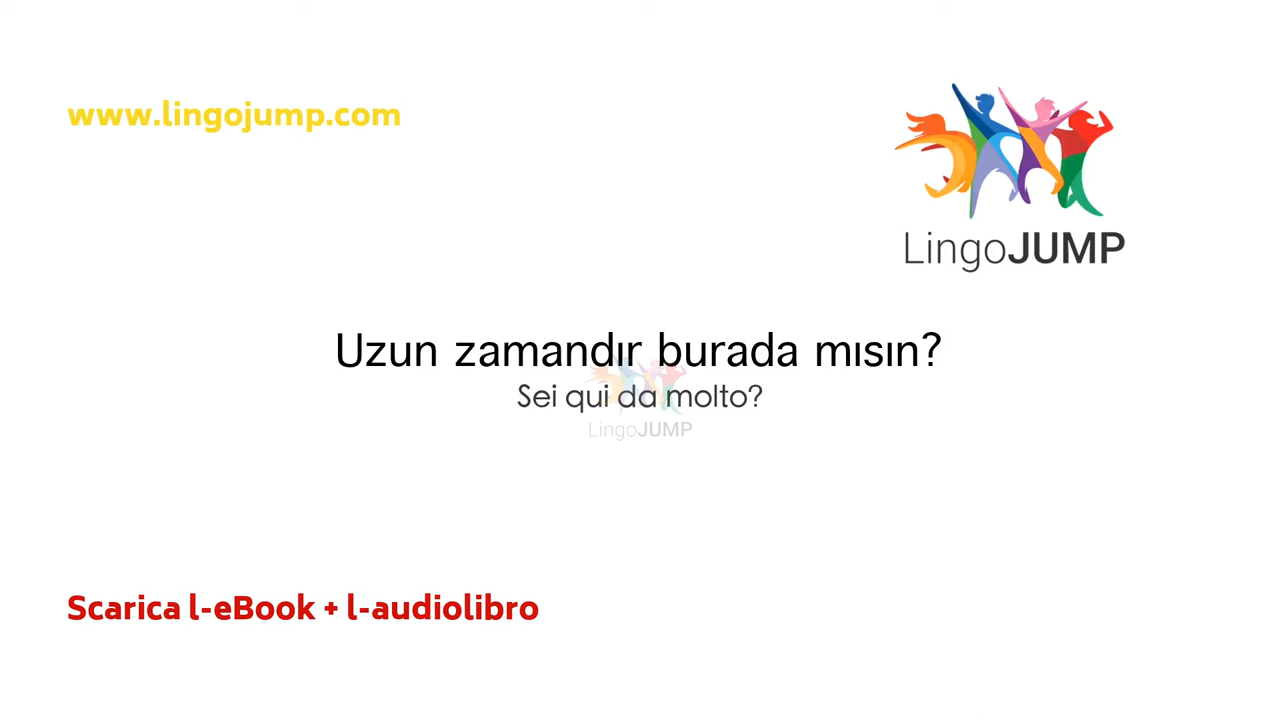 www.lingojump.com
LingoJUMP
Uzun zamandır burada mısın?
Sei qui da molto?
LingoJUMP
Scarica l-eBook + l-audiolibro